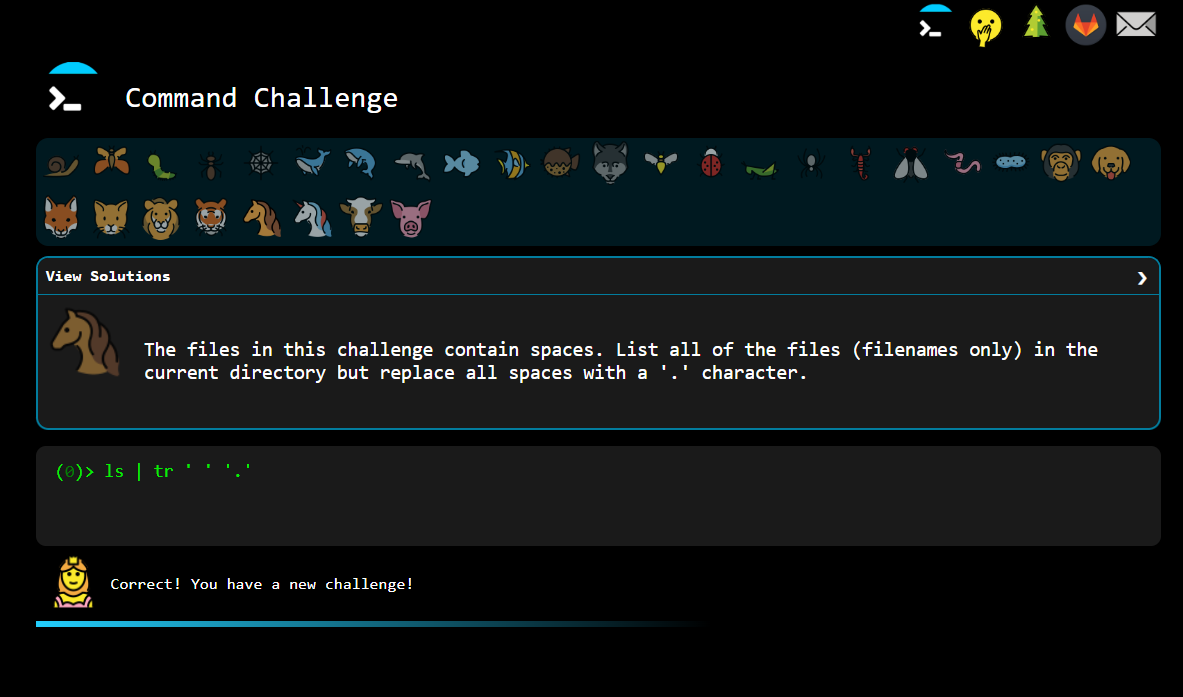 Command Challenge
View Solutions
The files in this challenge contain spaces. List all of the files (filenames only) in the
current directory but replace all spaces with a '.' character.
(0)> ls | tr ' ' '.'
Correct! You have a new challenge!